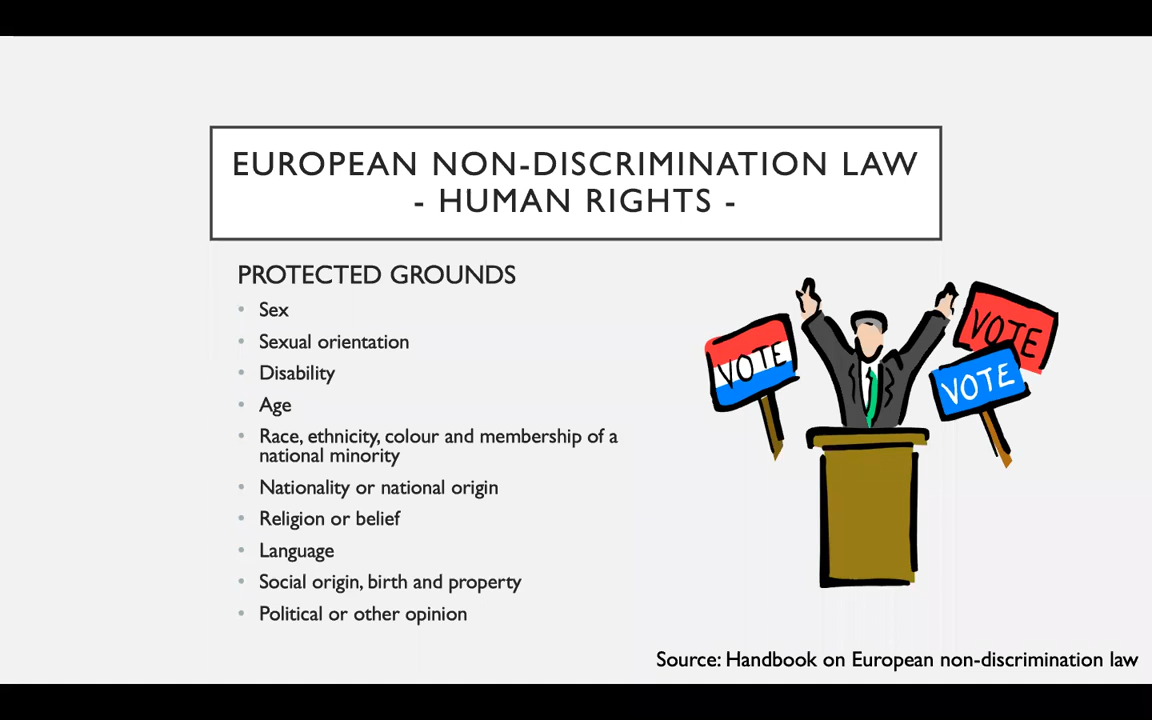 EUROPEAN NON-DISCRIMINATION LAW
- HUMAN RIGHTS -
PROTECTED GROUNDS
• Sex
• Sexual orientation
• Disability
• Age
• Race, ethnicity, colour and membership of a
national minority
• Nationality or national origin
• Religion or belief
• Language
• Social origin, birth and property
• Political or other opinion
VOTE
VOTE
VOTE
Source: Handbook on European non-discrimination law